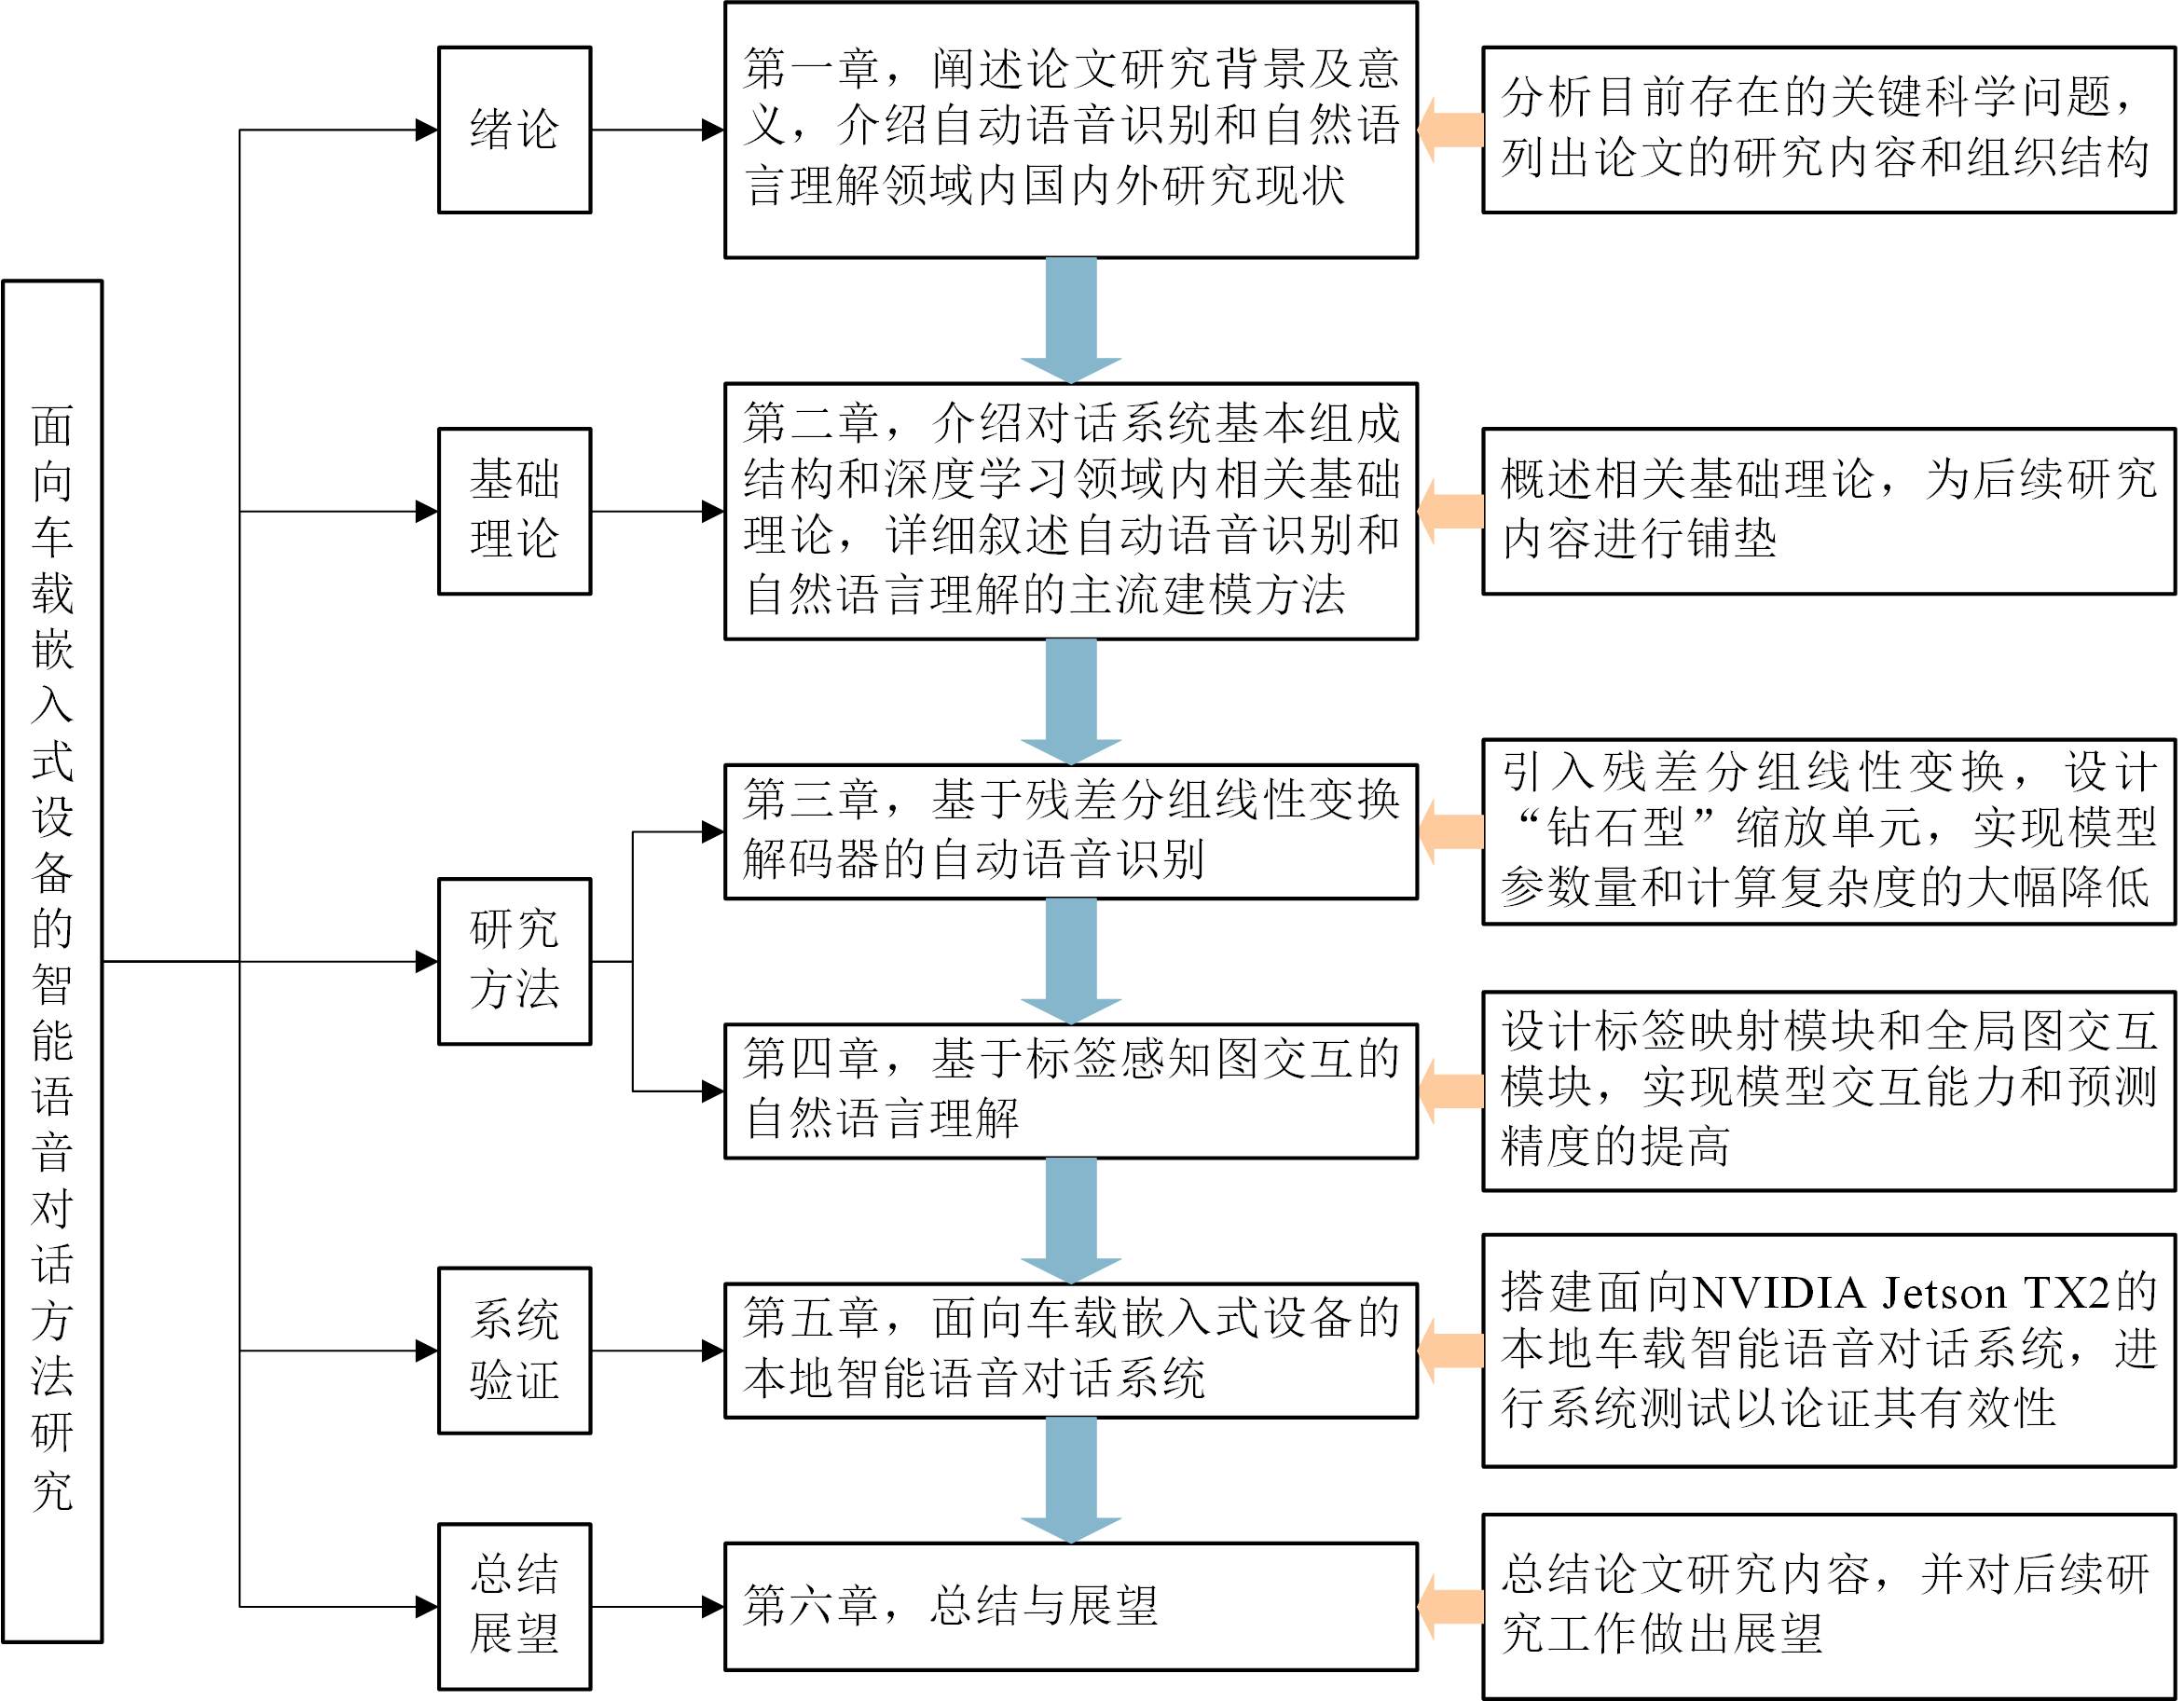 面向车载嵌入式设备的智能语音对话方法研究
绪论
第一章，阐述论文研究背景及意
义，介绍自动语音识别和自然语
言理解领域内国内外研究现状
分析目前存在的关键科学问题，
列出论文的研究内容和组织结构
基础
理论
第二章，介绍对话系统基本组成
结构和深度学习领域内相关基础
理论，详细叙述自动语音识别和
自然语言理解的主流建模方法
概述相关基础理论，为后续研究
内容进行铺垫
研究
方法
第三章，基于残差分组线性变换
解码器的自动语音识别
引入残差分组线性变换，设计
“钻石型”缩放单元，实现模型
参数量和计算复杂度的大幅降低
第四章，基于标签感知图交互的
自然语言理解
设计标签映射模块和全局图交互
模块，实现模型交互能力和预测
精度的提高
系统
验证
第五章，面向车载嵌入式设备的
本地智能语音对话系统
搭建面向NVIDIA Jetson TX2的
本地车载智能语音对话系统，进
行系统测试以论证其有效性
总结
展望
第六章，总结与展望
总结论文研究内容，并对后续研
究工作做出展望